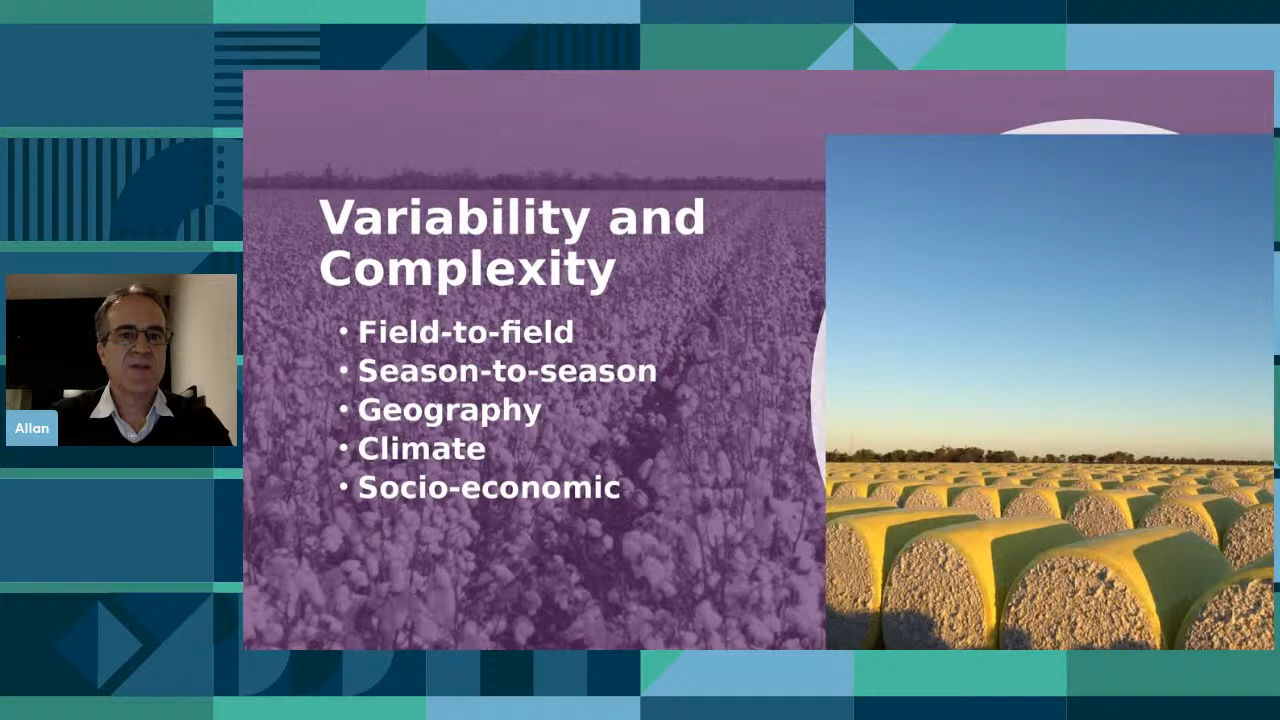 Variability and
Complexity
• Field-to-field
• Season-to-season
• Geography
• Climate
• Socio-economic
Allan